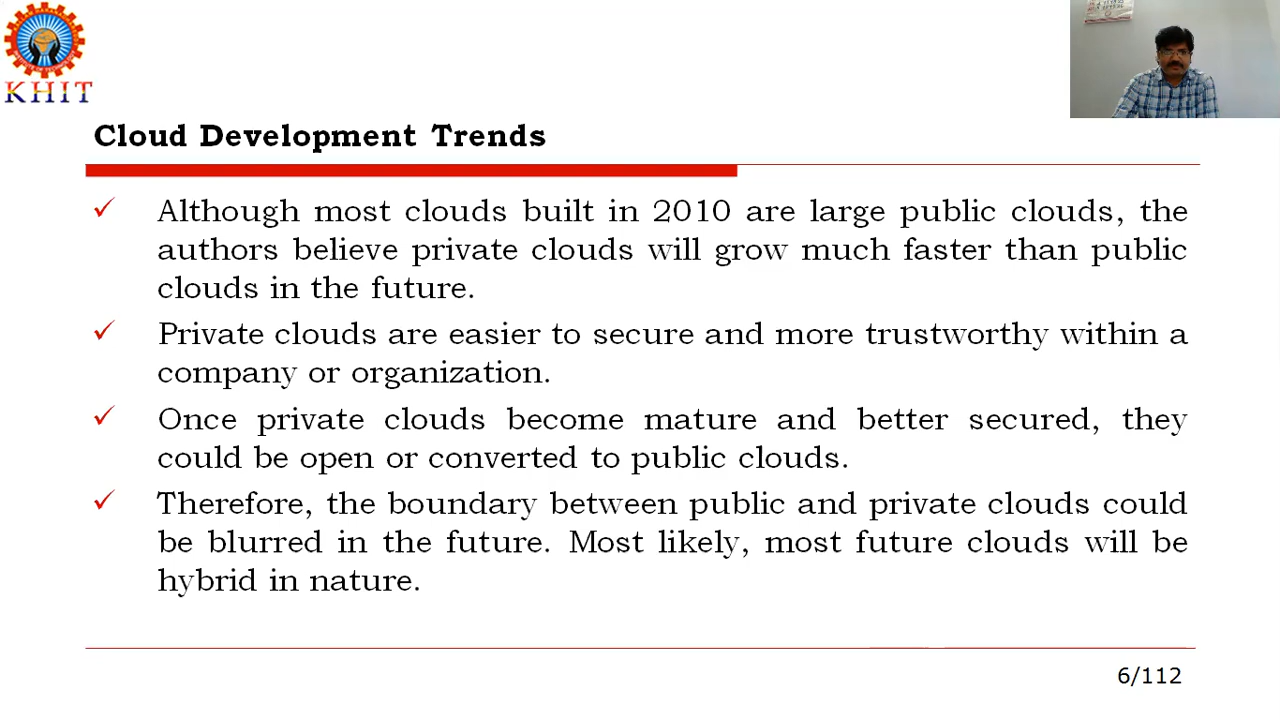 KHIT
Cloud Development Trends
Although most clouds built in 2010 are large public clouds, the
authors believe private clouds will grow much faster than public
clouds in the future.
Private clouds are easier to secure and more trustworthy within a
company or organization.
Once private clouds become mature and better secured, they
could be open or converted to public clouds.
Therefore, the boundary between public and private clouds could
be blurred in the future. Most likely, most future clouds will be
hybrid in nature.
6/112